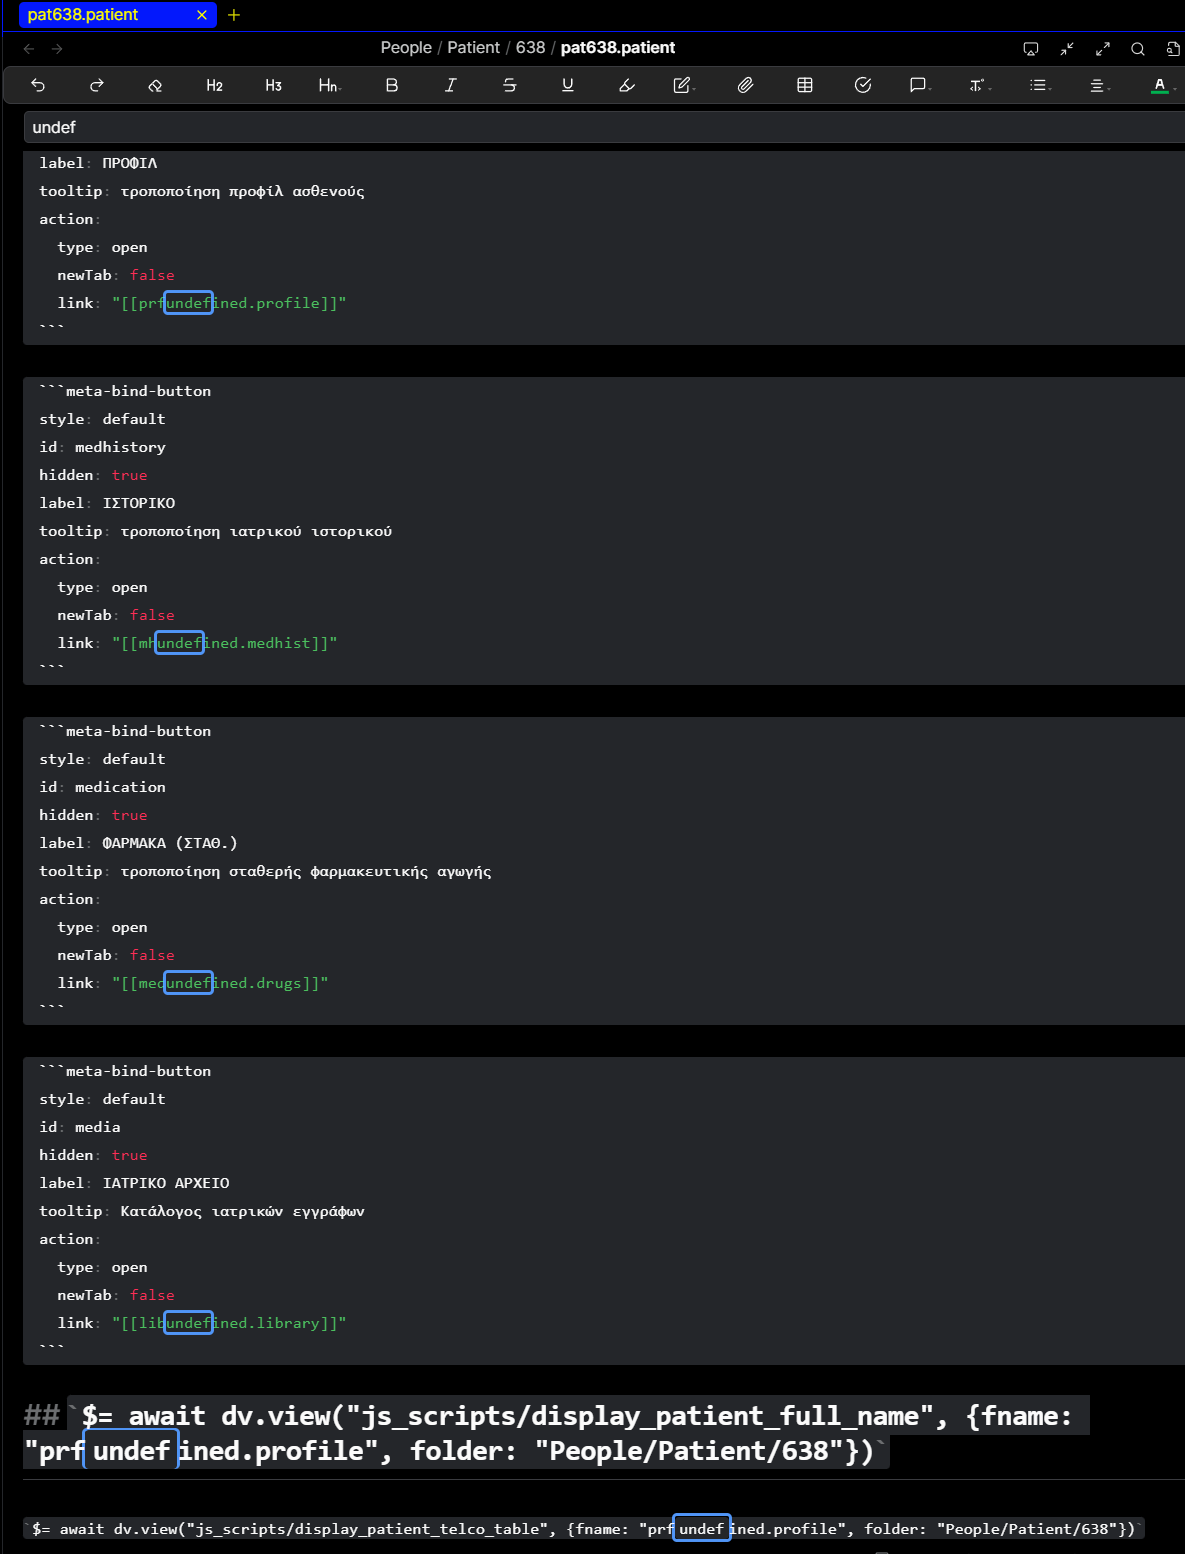 pat638.patient
People / Patient / 638 / pat638.patient
H2 H3 Hn B I S U A
undef
label: ΠΡΟΦΙΛ
tooltip: τροποποίηση προφίλ ασθενούς
action:
type: open
newTab: false
link: "[[prfundefined.profile]]"
```
```meta-bind-button
style: default
id: medhistory
hidden: true
label: ΙΣΤΟΡΙΚΟ
tooltip: τροποποίηση ιατρικού ιστορικού
action:
type: open
newTab: false
link: "[[mhundefined.medhist]]"
```
```meta-bind-button
style: default
id: medication
hidden: true
label: ΦΑΡΜΑΚΑ (ΣΤΑΘ.)
tooltip: τροποποίηση σταθερής φαρμακευτικής αγωγής
action:
type: open
newTab: false
link: "[[medundefined.drugs]]"
```
```meta-bind-button
style: default
id: media
hidden: true
label: ΙΑΤΡΙΚΟ ΑΡΧΕΙΟ
tooltip: Κατάλογος ιατρικών εγγράφων
action:
type: open
newTab: false
link: "[[libundefined.library]]"
```
## `$= await dv.view("js_scripts/display_patient_full_name", {fname:
"prfundefined.profile", folder: "People/Patient/638"})`
`$= await dv.view("js_scripts/display_patient_telco_table", {fname: "prfundefined.profile", folder: "People/Patient/638"})`